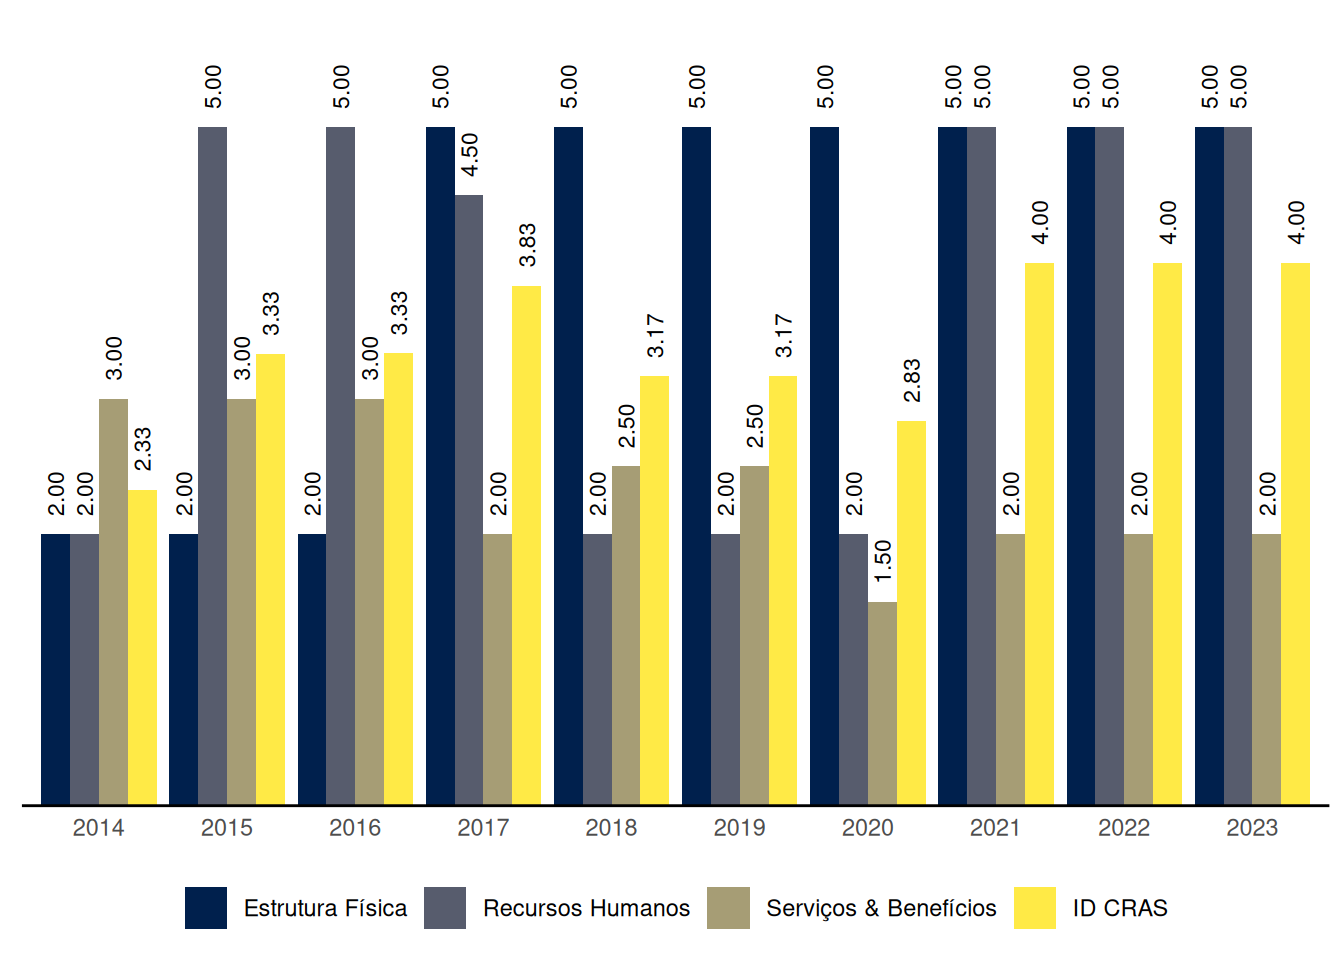 5.00 5.00 5.00 5.00 5.00 5.00 5.00 5.00 5.00 5.00 5.00 5.00
4.50
4.00 4.00 4.00
3.83
3.33 3.33 3.17 3.17
3.00 3.00 3.00 2.83
2.33 2.50 2.50
2.00 2.00 2.00 2.00 2.00 2.00 2.00 2.00 2.00 2.00 2.00
1.50
2014 2015 2016 2017 2018 2019 2020 2021 2022 2023
Estrutura Física Recursos Humanos Serviços & Benefícios ID CRAS